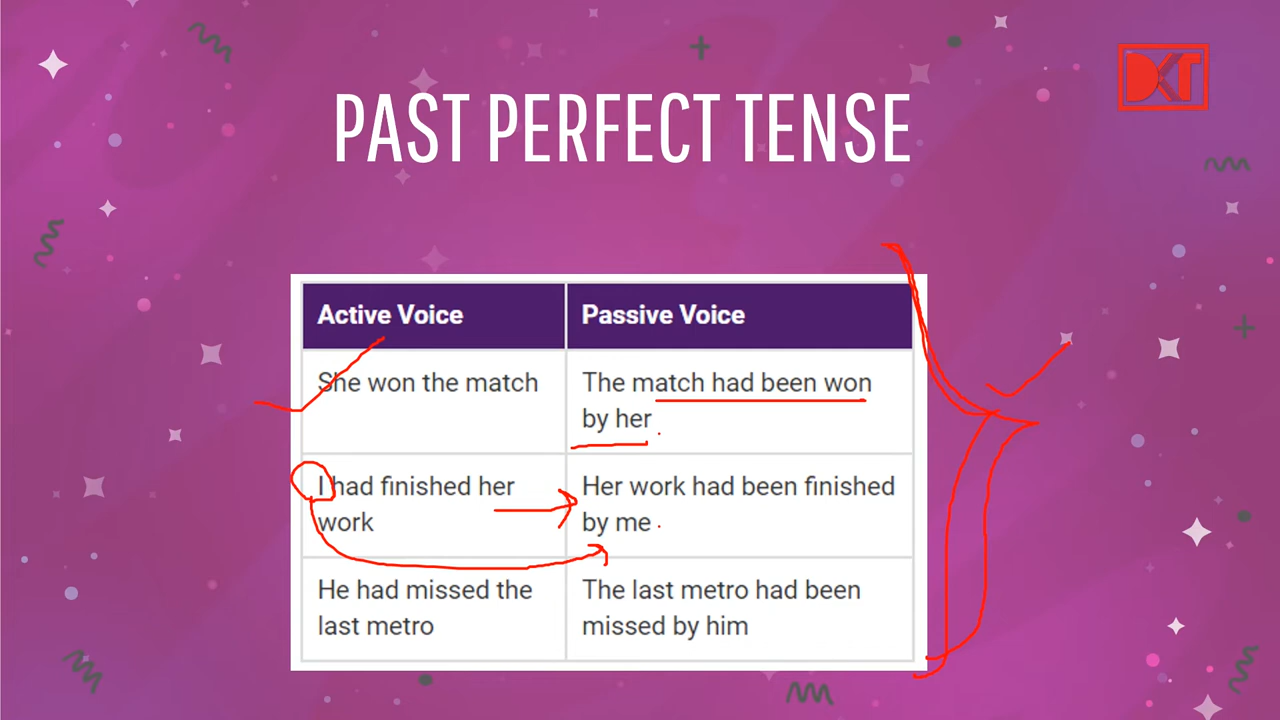 DKT
PAST PERFECT TENSE
Active Voice
Passive Voice
She won the match
The match had been won
by her
I had finished her
work
Her work had been finished
by me
He had missed the
last metro
The last metro had been
missed by him